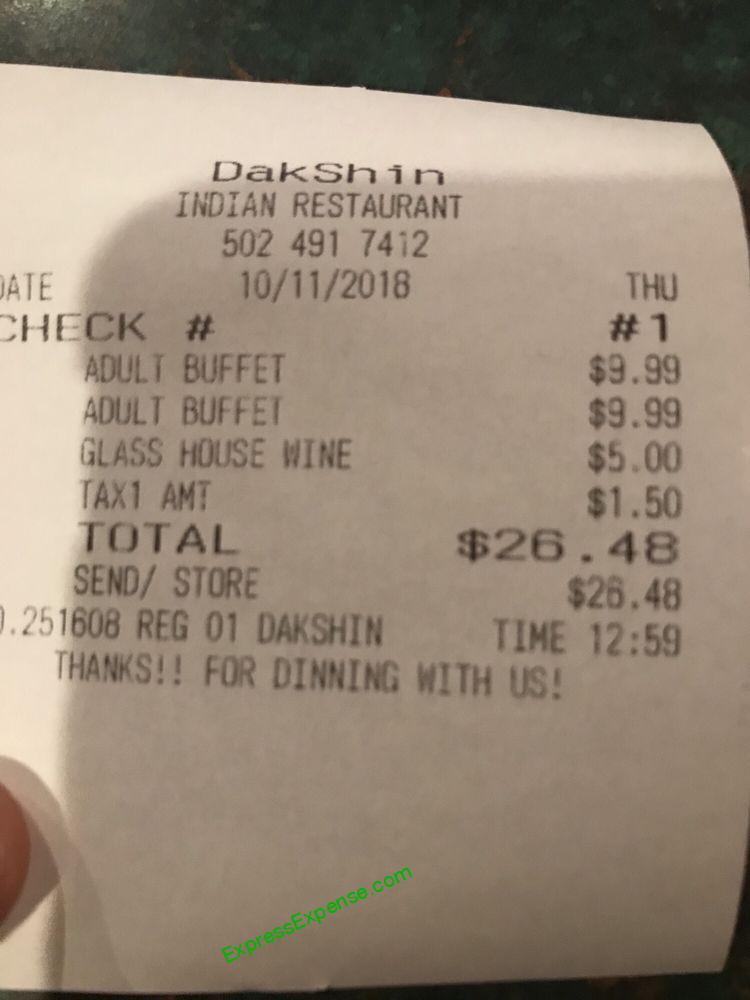 DakShin
INDIAN RESTAURANT
502 491 7412
DATE 10/11/2018 THU
CHECK # #1
ADULT BUFFET $9.99
ADULT BUFFET $9.99
GLASS HOUSE WINE $5.00
TAX1 AMT $1.50
TOTAL $26.48
SEND/ STORE $26.48
.251608 REG 01 DAKSHIN TIME 12:59
THANKS!! FOR DINNING WITH US!
ExpressExpense.com